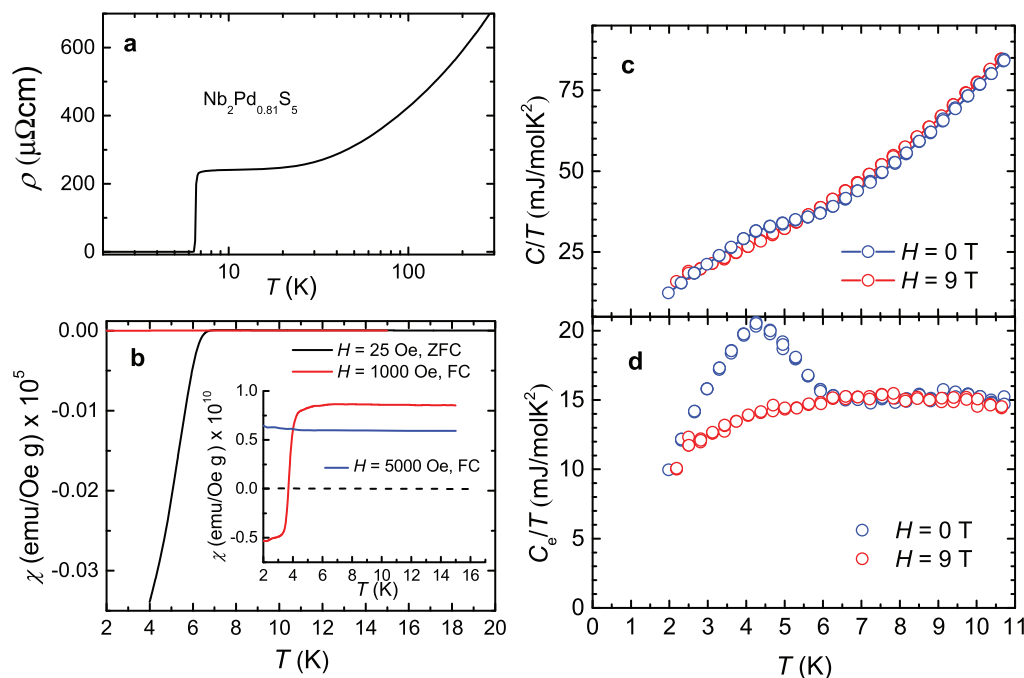 a
Nb2Pd0.81S5
600
400
200
0
ρ (μΩcm)
10
100
T (K)
b
H = 25 Oe, ZFC
H = 1000 Oe, FC
0.00
-0.01
-0.02
-0.03
χ (emu/Oe g) x 10^5
1.0
0.5
0.0
-0.5
χ (emu/Oe g) x 10^10
H = 5000 Oe, FC
2 4 6 8 10 12 14 16
T (K)
2 4 6 8 10 12 14 16 18 20
T (K)
c
75
50
25
C/T (mJ/molK^2)
H = 0 T
H = 9 T
d
20
15
10
5
0
Ce/T (mJ/molK^2)
H = 0 T
H = 9 T
0 1 2 3 4 5 6 7 8 9 10 11
T (K)